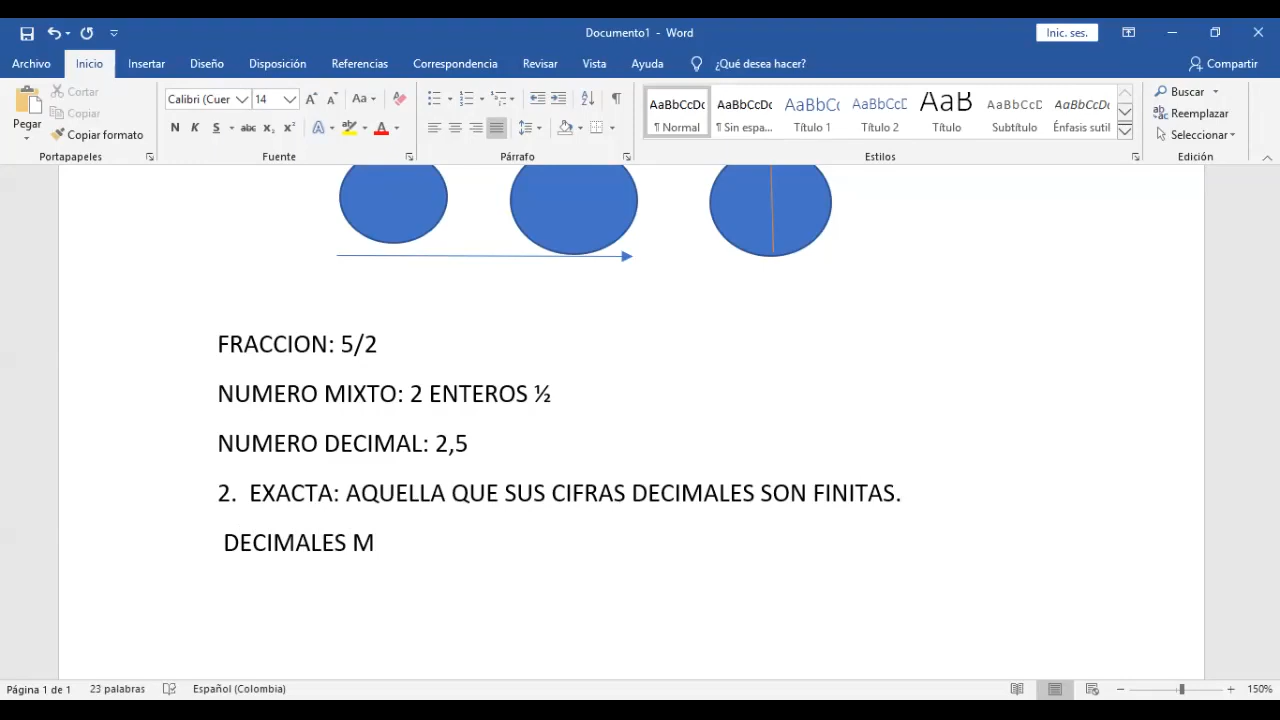 Documento1 - Word
Inic. ses.
Archivo Inicio Insertar Diseño Disposición Referencias Correspondencia Revisar Vista Ayuda ¿Qué desea hacer? Compartir
Pegar Cortar Copiar Copiar formato
Calibri (Cuer 14 Aa
N K S abc x₂ x² A ab A
AaBbCcDc AaBbCcDc AaBbC AaBbCcD AaB AaBbCcD AaBbCcDc
¶ Normal ¶ Sin espa... Título 1 Título 2 Título Subtítulo Énfasis sutil
Buscar
Reemplazar
Seleccionar
Portapapeles Fuente Párrafo Estilos Edición
FRACCION: 5/2
NUMERO MIXTO: 2 ENTEROS ½
NUMERO DECIMAL: 2,5
2. EXACTA: AQUELLA QUE SUS CIFRAS DECIMALES SON FINITAS.
DECIMALES M
Página 1 de 1 23 palabras Español (Colombia) 150%